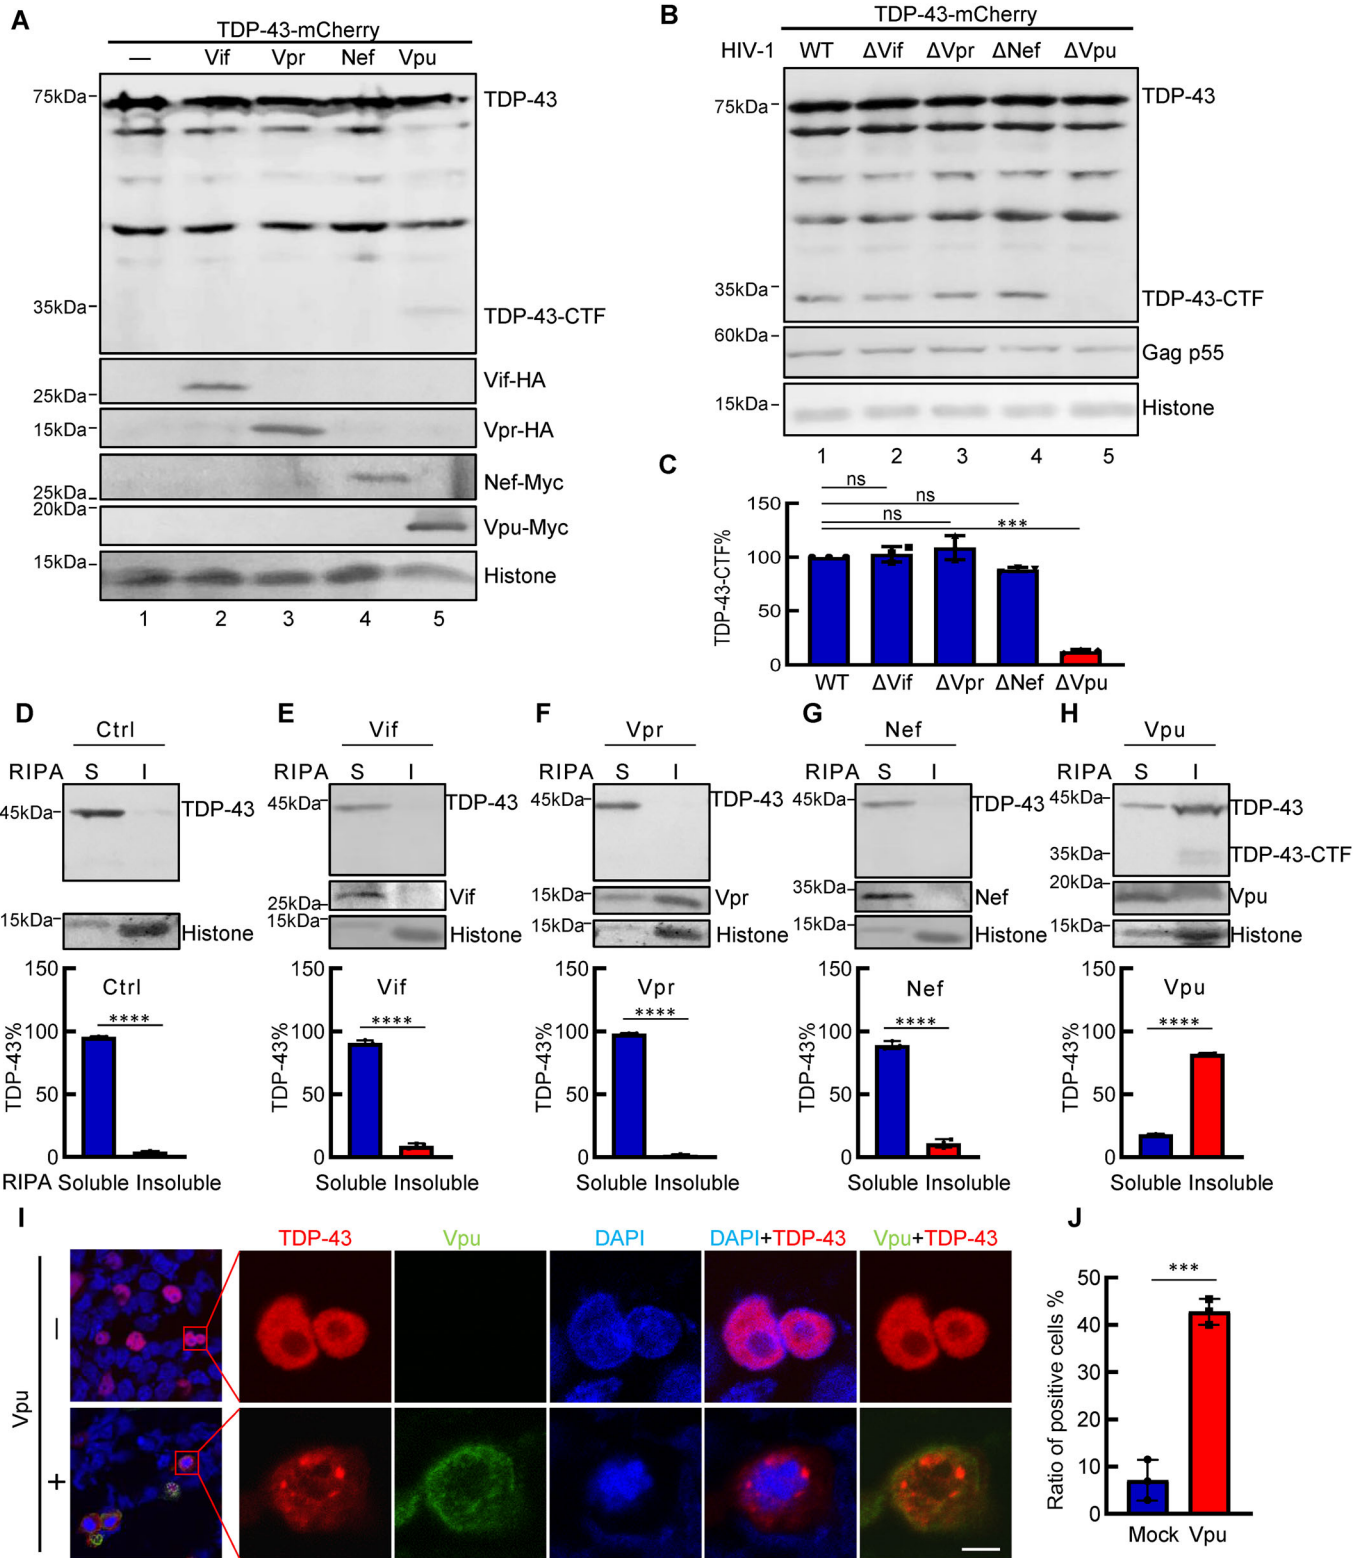 A
TDP-43-mCherry
— Vif Vpr Nef Vpu
75kDa
TDP-43
35kDa
TDP-43-CTF
Vif-HA
25kDa
15kDa
Vpr-HA
Nef-Myc
25kDa
20kDa
Vpu-Myc
15kDa
Histone
1 2 3 4 5
B
TDP-43-mCherry
HIV-1 WT ΔVif ΔVpr ΔNef ΔVpu
75kDa
TDP-43
35kDa
TDP-43-CTF
60kDa
Gag p55
15kDa
Histone
1 2 3 4 5
C
ns
ns
ns
***
TDP-43-CTF%
150
100
50
0
WT ΔVif ΔVpr ΔNef ΔVpu
D
Ctrl
RIPA S I
45kDa
TDP-43
15kDa
Histone
150
100
50
0
Ctrl
****
TDP-43%
RIPA Soluble Insoluble
E
Vif
RIPA S I
45kDa
TDP-43
Vif
25kDa
15kDa
Histone
150
100
50
0
Vif
****
TDP-43%
Soluble Insoluble
F
Vpr
RIPA S I
45kDa
TDP-43
15kDa
Vpr
15kDa
Histone
150
100
50
0
Vpr
****
TDP-43%
Soluble Insoluble
G
Nef
RIPA S I
45kDa
TDP-43
35kDa
Nef
15kDa
Histone
150
100
50
0
Nef
****
TDP-43%
Soluble Insoluble
H
Vpu
RIPA S I
45kDa
TDP-43
35kDa
TDP-43-CTF
20kDa
Vpu
15kDa
Histone
150
100
50
0
Vpu
****
TDP-43%
Soluble Insoluble
I
TDP-43 Vpu DAPI DAPI+TDP-43 Vpu+TDP-43
Vpu
—
+
J
***
Ratio of positive cells %
50
40
30
20
10
0
Mock Vpu